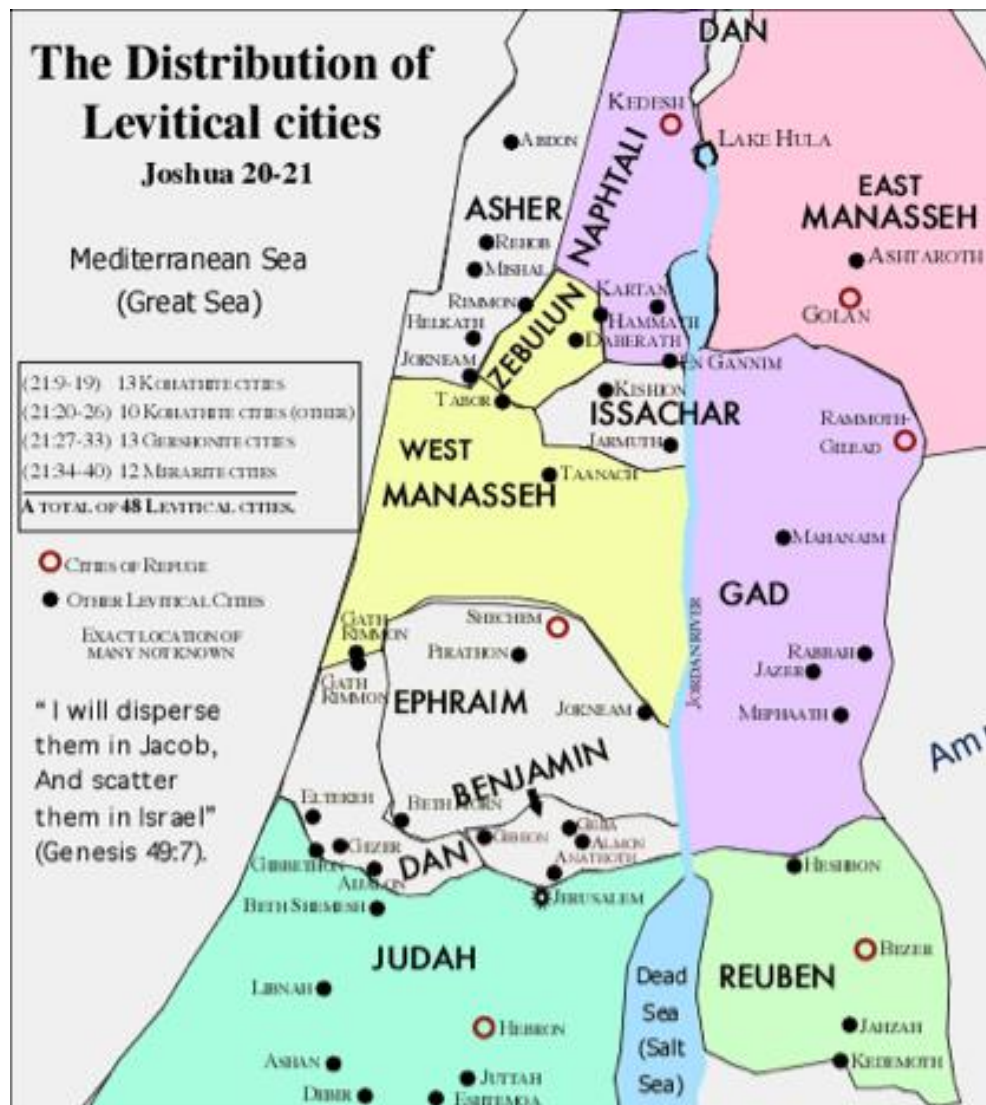 The Distribution of
Levitical cities
Joshua 20-21
Mediterranean Sea
(Great Sea)
(21:9-19) 13 KOHATHITE CITIES
(21:20-26) 10 KOHATHITE CITIES (OTHER)
(21:27-33) 13 GERSHONITE CITIES
(21:34-40) 12 MERARITE CITIES
A TOTAL OF 48 LEVITICAL CITIES.
CITIES OF REFUGE
OTHER LEVITICAL CITIES
EXACT LOCATION OF
MANY NOT KNOWN
“ I will disperse
them in Jacob,
And scatter
them in Israel”
(Genesis 49:7).
DAN
KEDESH
LAKE HULA
ABDON
NAPHTALI
ASHER
EAST
MANASSEH
REHOB
MISHAL
ASHTAROTH
RIMMON
KARTAN
GOLAN
HELKATH
HAMMATH
ZEBULUN
DABERATH
JORNEAM
EN GANNIM
TABOR
KISHION
ISSACHAR
RAMMOTH-
GILEAD
JARMUTH
WEST
MANASSEH
TAANACH
MAHANAIM
GAD
JORDAN RIVER
SHECHEM
GATH
RIMMON
PIRATHON
GATH
RIMMON
EPHRAIM
RABBAH
JAZER
JORNEAM
MEPHAATH
Am
BENJAMIN
ELTEKEH
BETH HORN
GIBEON
GEBA
ALMON
GEZER
DAN
ANATHOTH
GIBBETHON
AIJALON
HESHBON
BETH SHEMESH
JERUSALEM
JUDAH
REUBEN
BEZER
LIBNAH
Dead
Sea
(Salt
Sea)
HEBRON
JAHZAH
ASHAN
KEDEMOTH
JUTTAH
DEBIR
ESHTEMOA